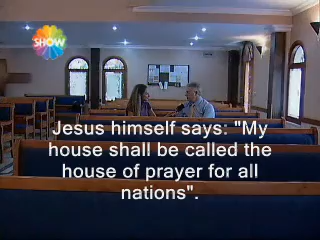 SHOW
Jesus himself says: "My
house shall be called the
house of prayer for all
nations".